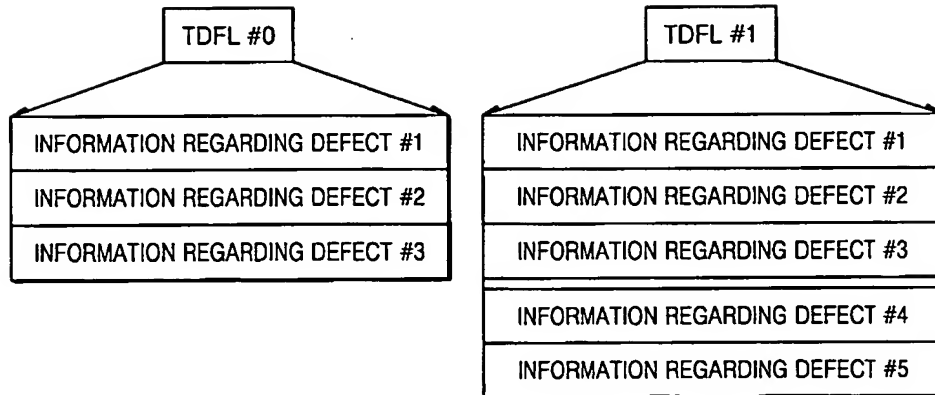 TDFL #0
INFORMATION REGARDING DEFECT #1
INFORMATION REGARDING DEFECT #2
INFORMATION REGARDING DEFECT #3
TDFL #1
INFORMATION REGARDING DEFECT #1
INFORMATION REGARDING DEFECT #2
INFORMATION REGARDING DEFECT #3
INFORMATION REGARDING DEFECT #4
INFORMATION REGARDING DEFECT #5